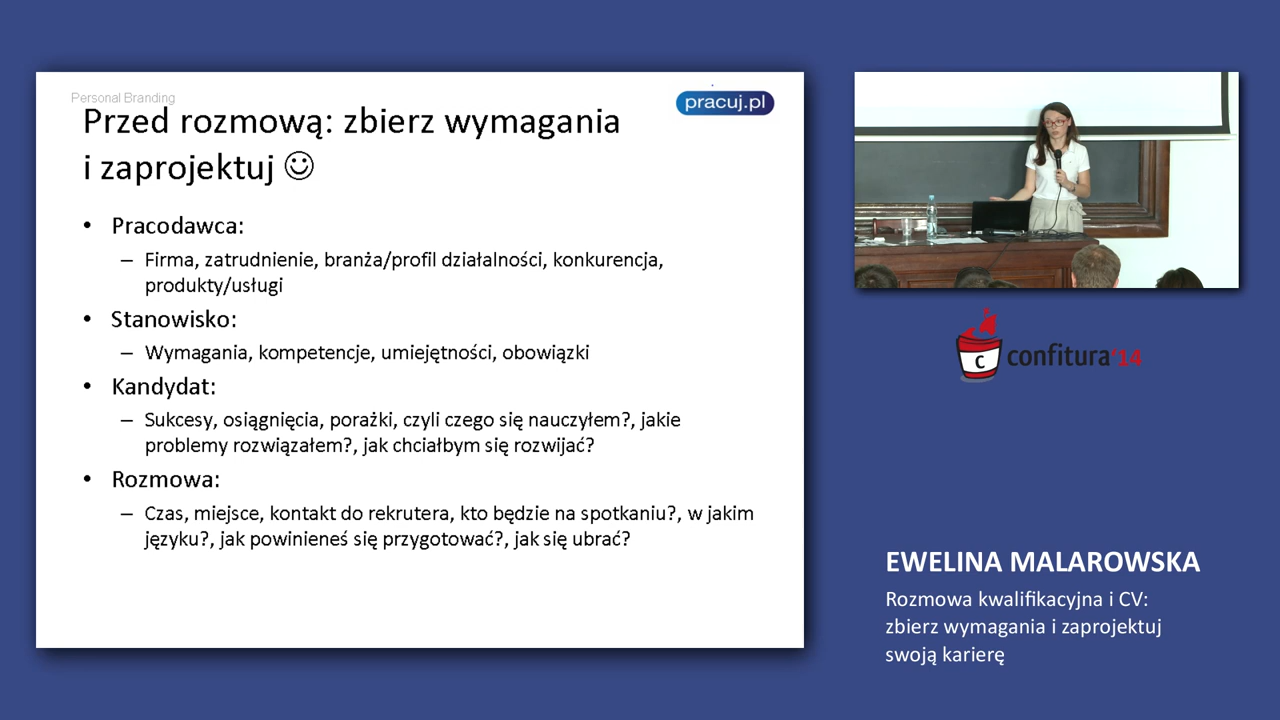 Personal Branding
pracuj.pl
Przed rozmową: zbierz wymagania
i zaprojektuj ☺
• Pracodawca:
– Firma, zatrudnienie, branża/profil działalności, konkurencja,
produkty/usługi
• Stanowisko:
– Wymagania, kompetencje, umiejętności, obowiązki
• Kandydat:
– Sukcesy, osiągnięcia, porażki, czyli czego się nauczyłem?, jakie
problemy rozwiązałem?, jak chciałbym się rozwijać?
• Rozmowa:
– Czas, miejsce, kontakt do rekrutera, kto będzie na spotkaniu?, w jakim
języku?, jak powinieneś się przygotować?, jak się ubrać?
C
confitura'14
EWELINA MALAROWSKA
Rozmowa kwalifikacyjna i CV:
zbierz wymagania i zaprojektuj
swoją karierę